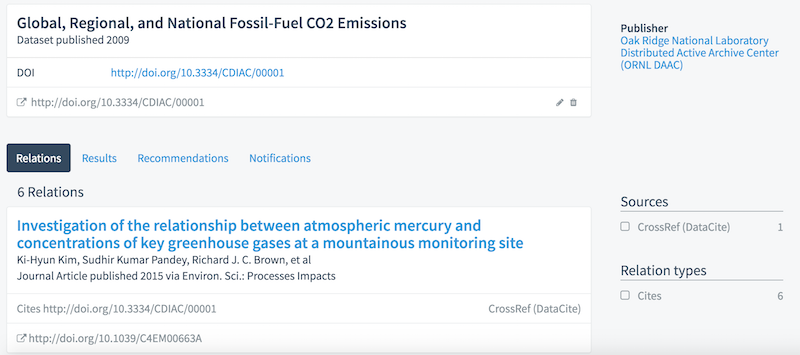 Global, Regional, and National Fossil-Fuel CO2 Emissions
Dataset published 2009
DOI http://doi.org/10.3334/CDIAC/00001
http://doi.org/10.3334/CDIAC/00001
Publisher
Oak Ridge National Laboratory
Distributed Active Archive Center
(ORNL DAAC)
Relations Results Recommendations Notifications
6 Relations
Investigation of the relationship between atmospheric mercury and
concentrations of key greenhouse gases at a mountainous monitoring site
Ki-Hyun Kim, Sudhir Kumar Pandey, Richard J. C. Brown, et al
Journal Article published 2015 via Environ. Sci.: Processes Impacts
Cites http://doi.org/10.3334/CDIAC/00001 CrossRef (DataCite)
http://doi.org/10.1039/C4EM00663A
Sources
CrossRef (DataCite) 1
Relation types
Cites 6